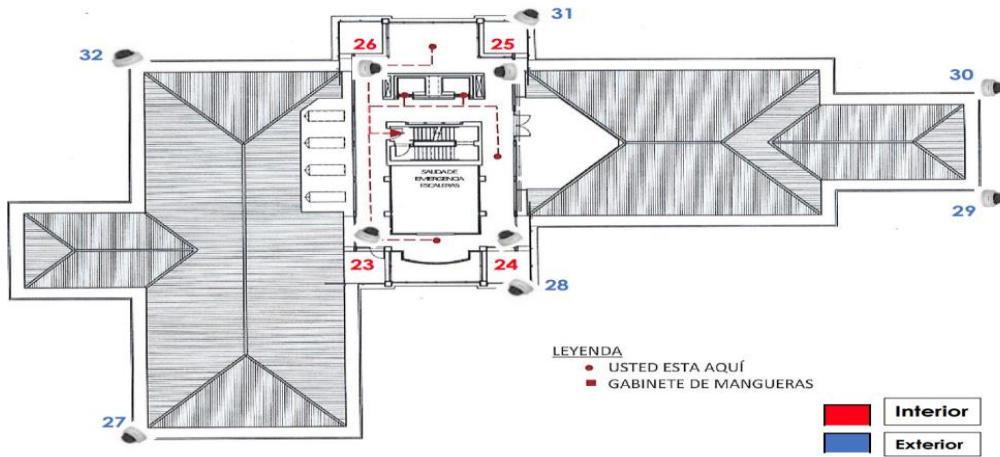 31
26
25
32
30
SALIDA DE
EMERGENCIA
ESCALERAS
29
23
24
28
LEYENDA
USTED ESTA AQUÍ
GABINETE DE MANGUERAS
27
Interior
Exterior